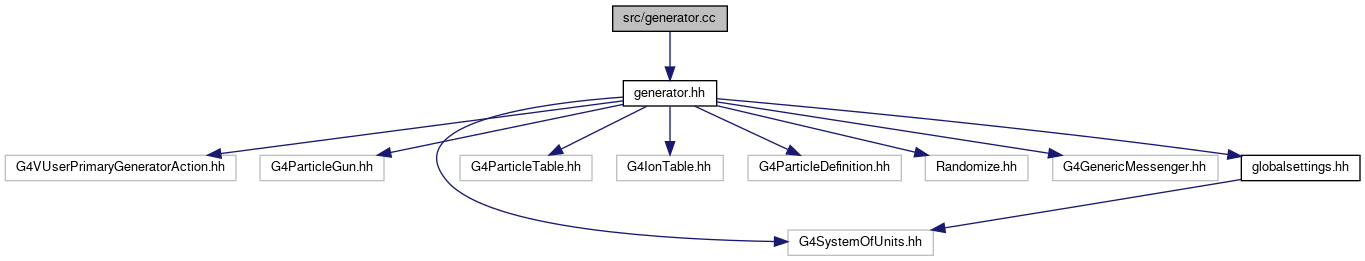 src/generator.cc
generator.hh
G4VUserPrimaryGeneratorAction.hh
G4ParticleGun.hh
G4ParticleTable.hh
G4IonTable.hh
G4ParticleDefinition.hh
Randomize.hh
G4GenericMessenger.hh
globalsettings.hh
G4SystemOfUnits.hh